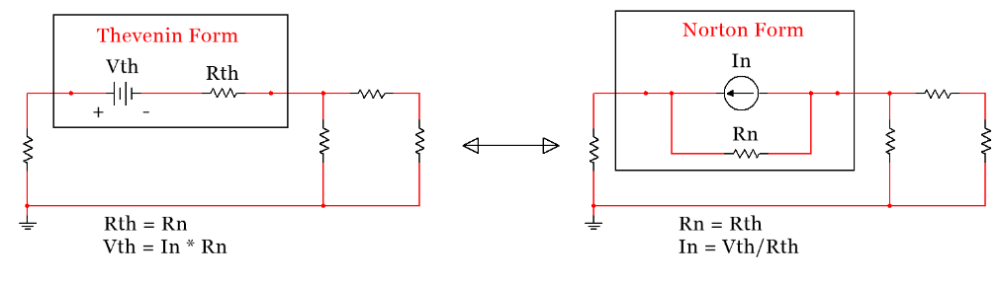 Thevenin Form
Vth
Rth
+ -
Rth = Rn
Vth = In * Rn
Norton Form
In
Rn
Rn = Rth
In = Vth/Rth